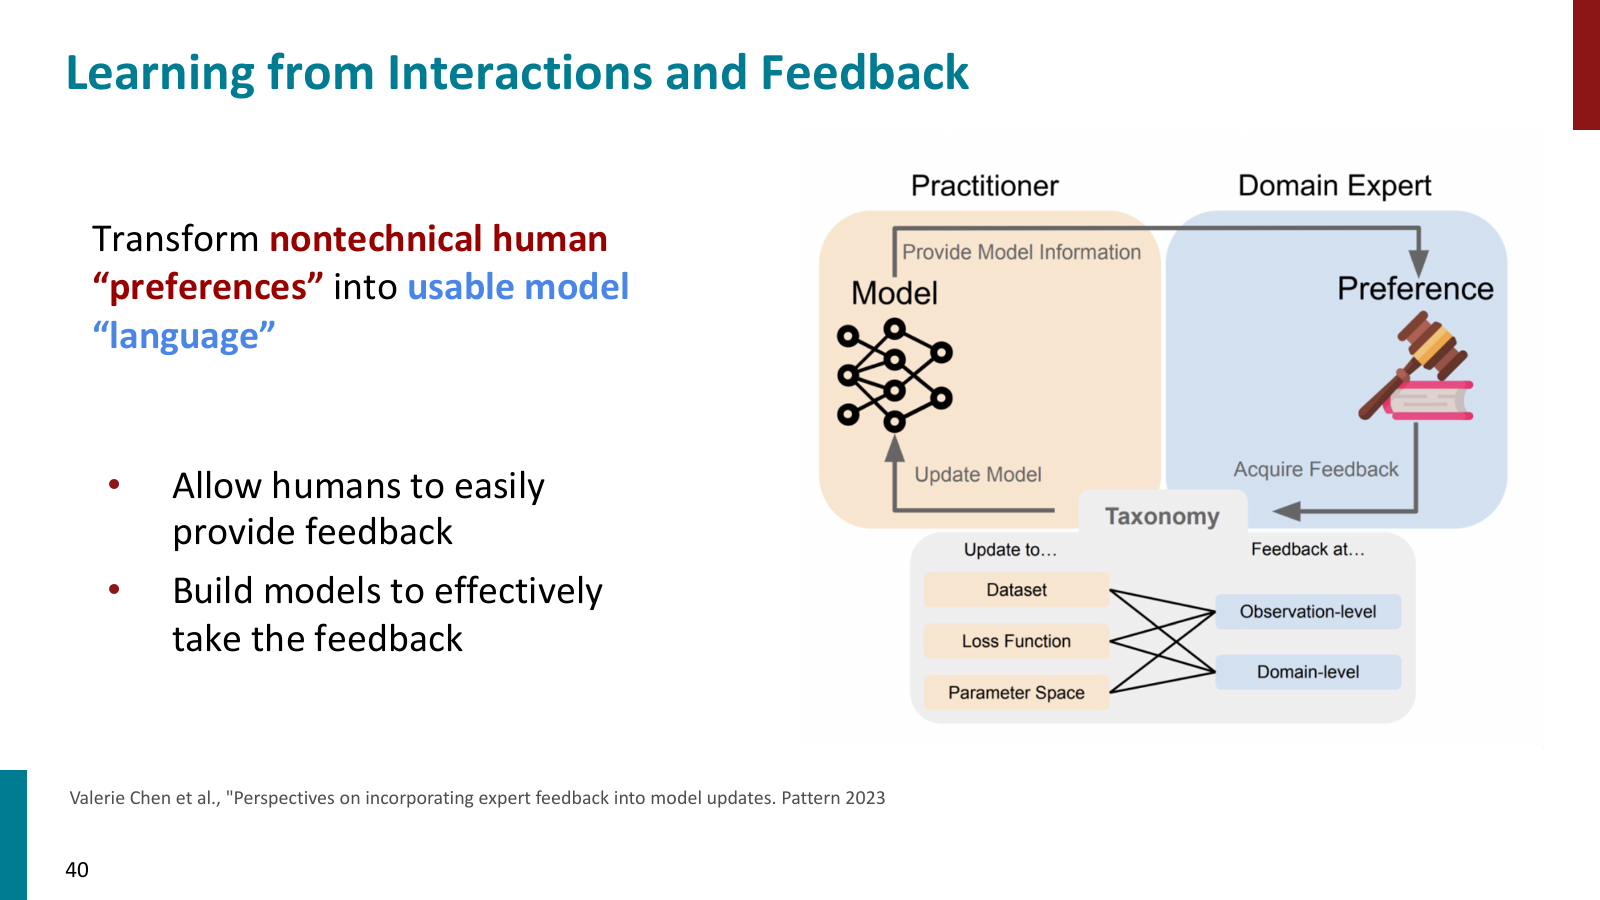 Learning from Interactions and Feedback
Transform nontechnical human
“preferences” into usable model
“language”
• Allow humans to easily
provide feedback
• Build models to effectively
take the feedback
Practitioner
Domain Expert
Provide Model Information
Model
Preference
Update Model
Acquire Feedback
Taxonomy
Update to…
Feedback at…
Dataset
Observation-level
Loss Function
Domain-level
Parameter Space
Valerie Chen et al., "Perspectives on incorporating expert feedback into model updates. Pattern 2023
40